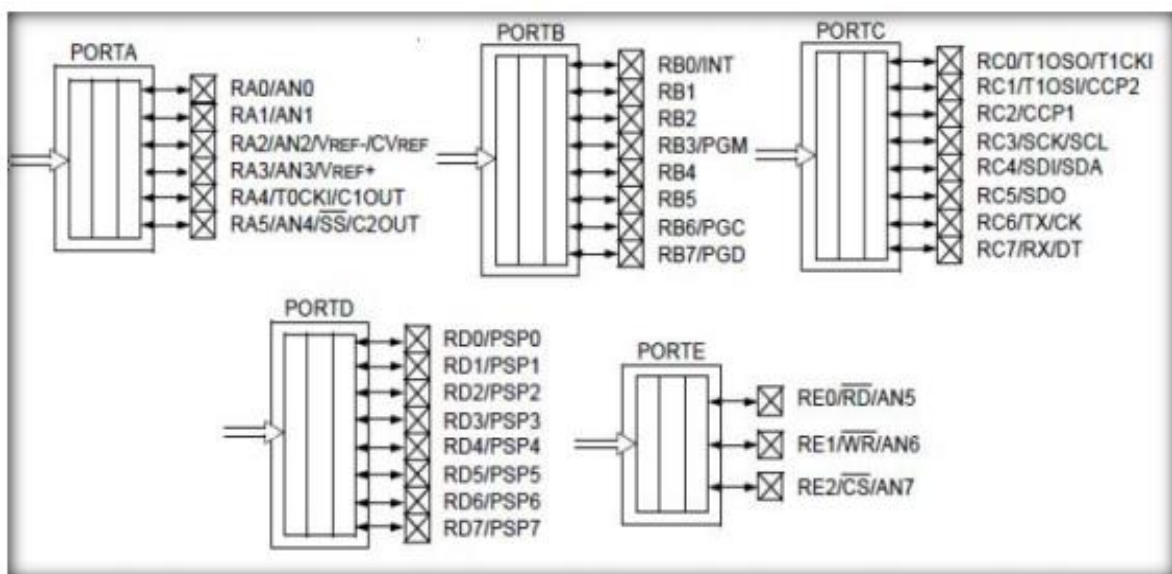 PORTA
RA0/AN0
RA1/AN1
RA2/AN2/VREF-/CVREF
RA3/AN3/VREF+
RA4/T0CKI/C1OUT
RA5/AN4/SS/C2OUT
PORTB
RB0/INT
RB1
RB2
RB3/PGM
RB4
RB5
RB6/PGC
RB7/PGD
PORTC
RC0/T1OSO/T1CKI
RC1/T1OSI/CCP2
RC2/CCP1
RC3/SCK/SCL
RC4/SDI/SDA
RC5/SDO
RC6/TX/CK
RC7/RX/DT
PORTD
RD0/PSP0
RD1/PSP1
RD2/PSP2
RD3/PSP3
RD4/PSP4
RD5/PSP5
RD6/PSP6
RD7/PSP7
PORTE
RE0/RD/AN5
RE1/WR/AN6
RE2/CS/AN7